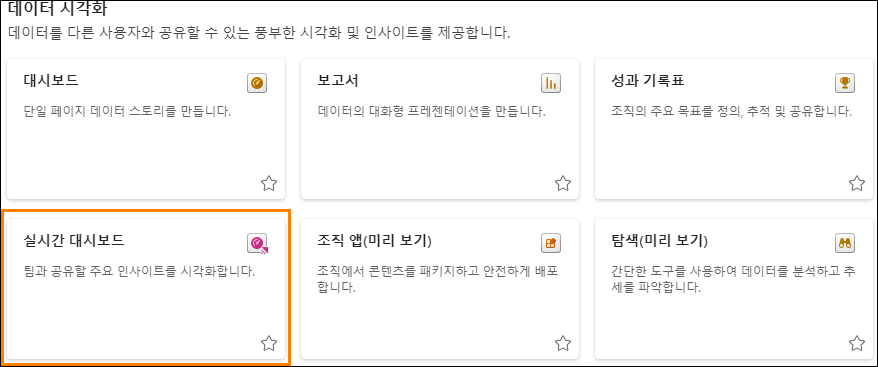 데이터 시각화
데이터를 다른 사용자와 공유할 수 있는 풍부한 시각화 및 인사이트를 제공합니다.
대시보드
단일 페이지 데이터 스토리를 만듭니다.
보고서
데이터의 대화형 프레젠테이션을 만듭니다.
성과 기록표
조직의 주요 목표를 정의, 추적 및 공유합니다.
실시간 대시보드
팀과 공유할 주요 인사이트를 시각화합니다.
조직 앱(미리 보기)
조직에서 콘텐츠를 패키지하고 안전하게 배포
합니다.
탐색(미리 보기)
간단한 도구를 사용하여 데이터를 분석하고 추
세를 파악합니다.